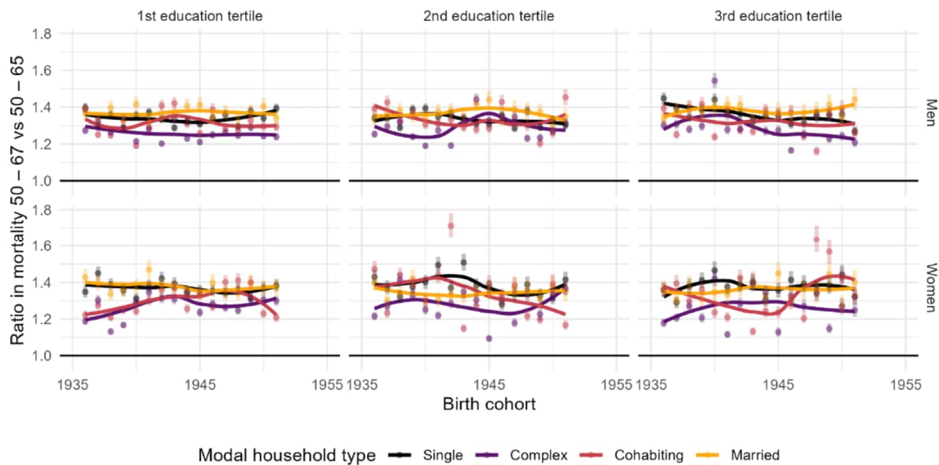 1st education tertile
2nd education tertile
3rd education tertile
Ratio in mortality 50 – 67 vs 50 – 65
1.8
1.6
1.4
1.2
1.0
Men
1.8
1.6
1.4
1.2
1.0
Women
1935 1945 1955 1935 1945 1955 1935 1945 1955
Birth cohort
Modal household type Single Complex Cohabiting Married